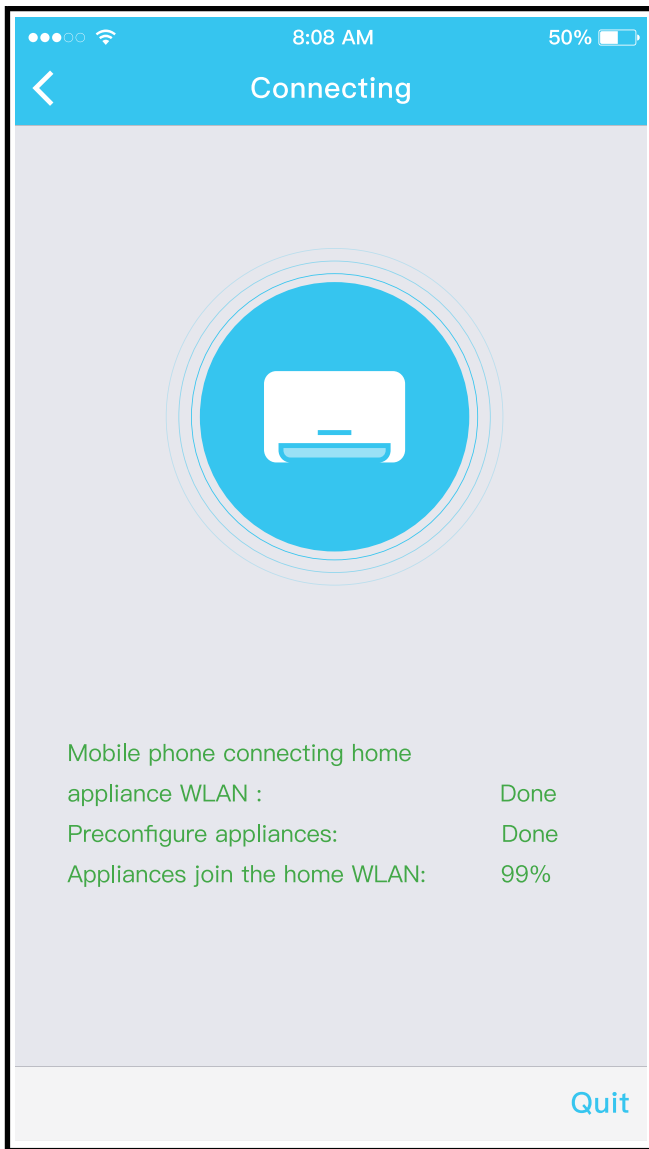 8:08 AM 50%
Connecting
Mobile phone connecting home
appliance WLAN : Done
Preconfigure appliances: Done
Appliances join the home WLAN: 99%
Quit